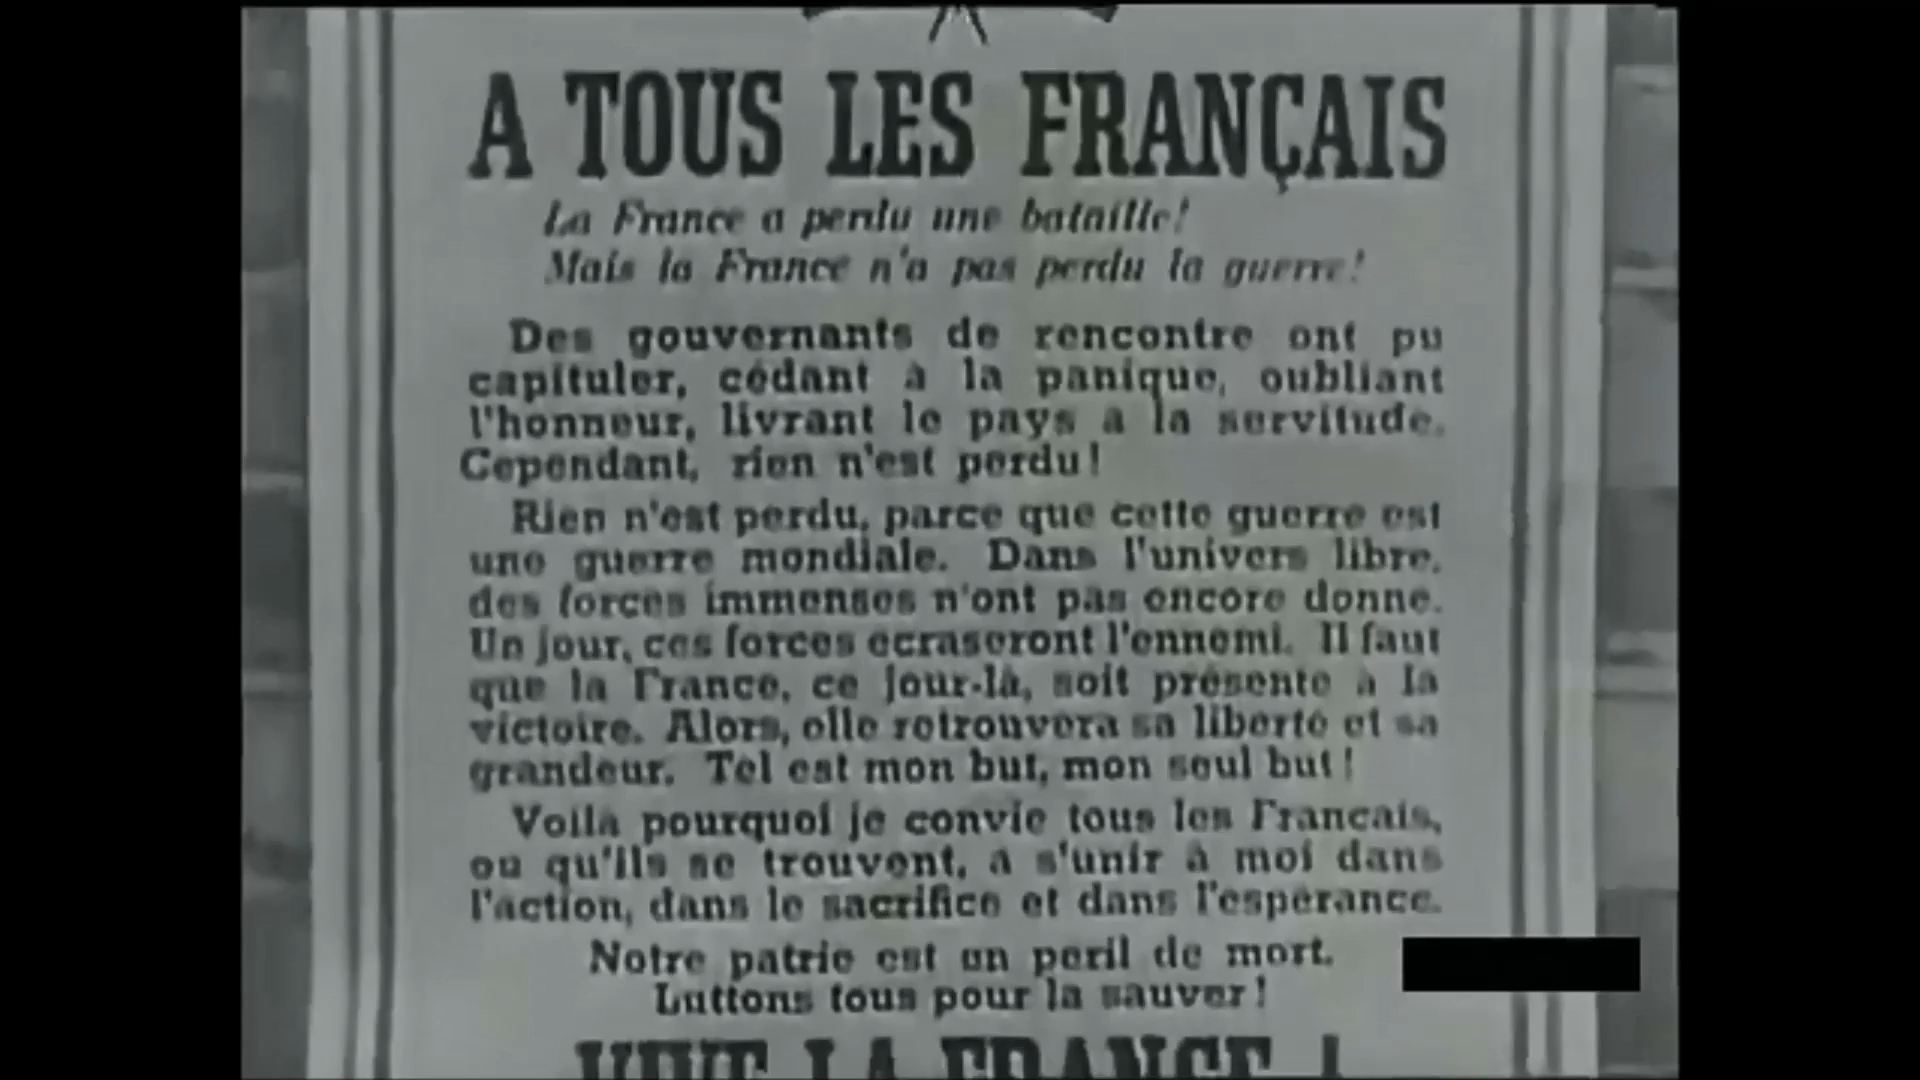 A TOUS LES FRANÇAIS
La France a perdu une bataille!
Mais la France n'a pas perdu la guerre!
Des gouvernants de rencontre ont pu
capituler, cédant à la panique, oubliant
l'honneur, livrant le pays à la servitude.
Cependant, rien n'est perdu!
Rien n'est perdu, parce que cette guerre est
une guerre mondiale. Dans l'univers libre,
des forces immenses n'ont pas encore donné.
Un jour, ces forces écraseront l'ennemi. Il faut
que la France, ce jour-là, soit présente à la
victoire. Alors, elle retrouvera sa liberté et sa
grandeur. Tel est mon but, mon seul but!
Voilà pourquoi je convie tous les Français,
où qu'ils se trouvent, à s'unir à moi dans
l'action, dans le sacrifice et dans l'espérance.
Notre patrie est en péril de mort.
Luttons tous pour la sauver!
VIVE LA FRANCE !